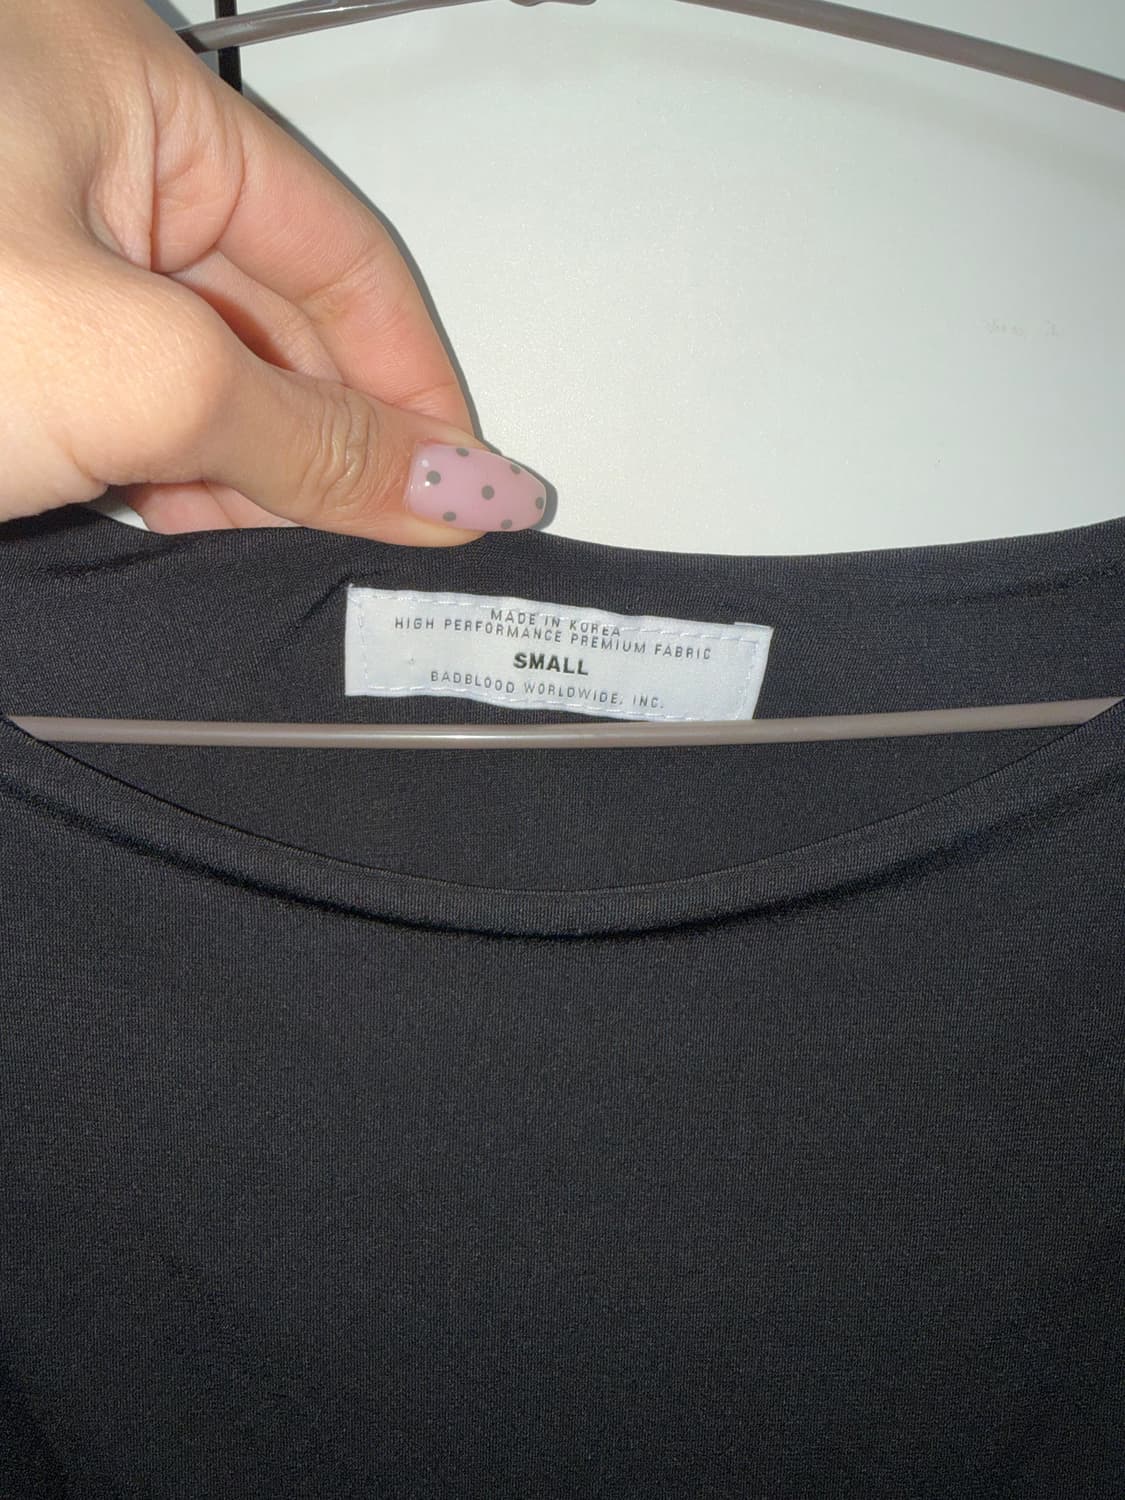 MADE IN KOREA
HIGH PERFORMANCE PREMIUM FABRIC
SMALL
BADBLOOD WORLDWIDE, INC.